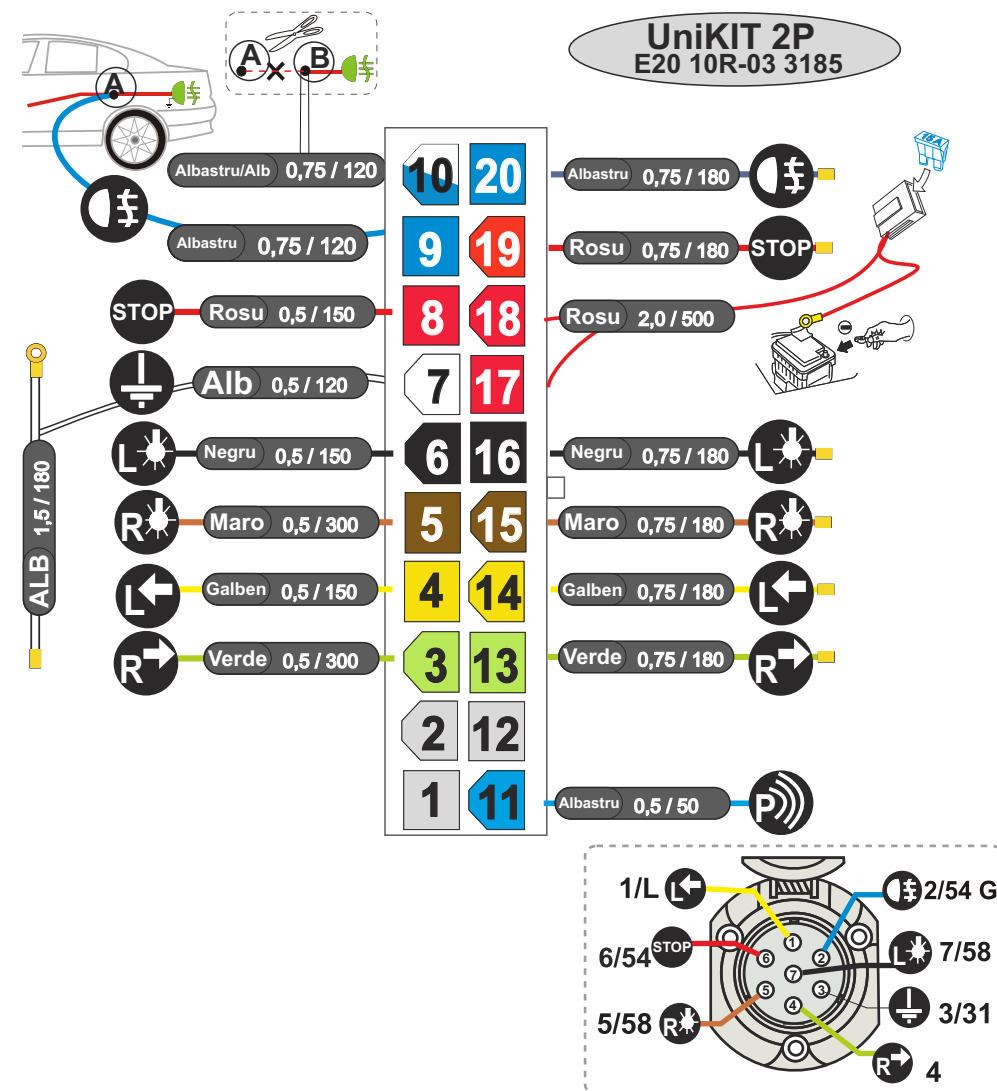 UniKIT 2P
E20 10R-03 3185
A
A
B
15A
Albastru/Alb 0,75 / 120
10
20
Albastru 0,75 / 180
Albastru 0,75 / 120
9
19
Rosu 0,75 / 180
STOP
STOP
Rosu 0,5 / 150
8
18
Rosu 2,0 / 500
Alb 0,5 / 120
7
17
L
Negru 0,5 / 150
6
16
Negru 0,75 / 180
L
ALB 1,5 / 180
R
Maro 0,5 / 300
5
15
Maro 0,75 / 180
R
L
Galben 0,5 / 150
4
14
Galben 0,75 / 180
L
R
Verde 0,5 / 300
3
13
Verde 0,75 / 180
R
2
12
1
11
Albastru 0,5 / 50
P
1/L
L
2/54 G
6/54
STOP
L
7/58
5/58
R
3/31
R
4
1
2
3
4
5
6
7